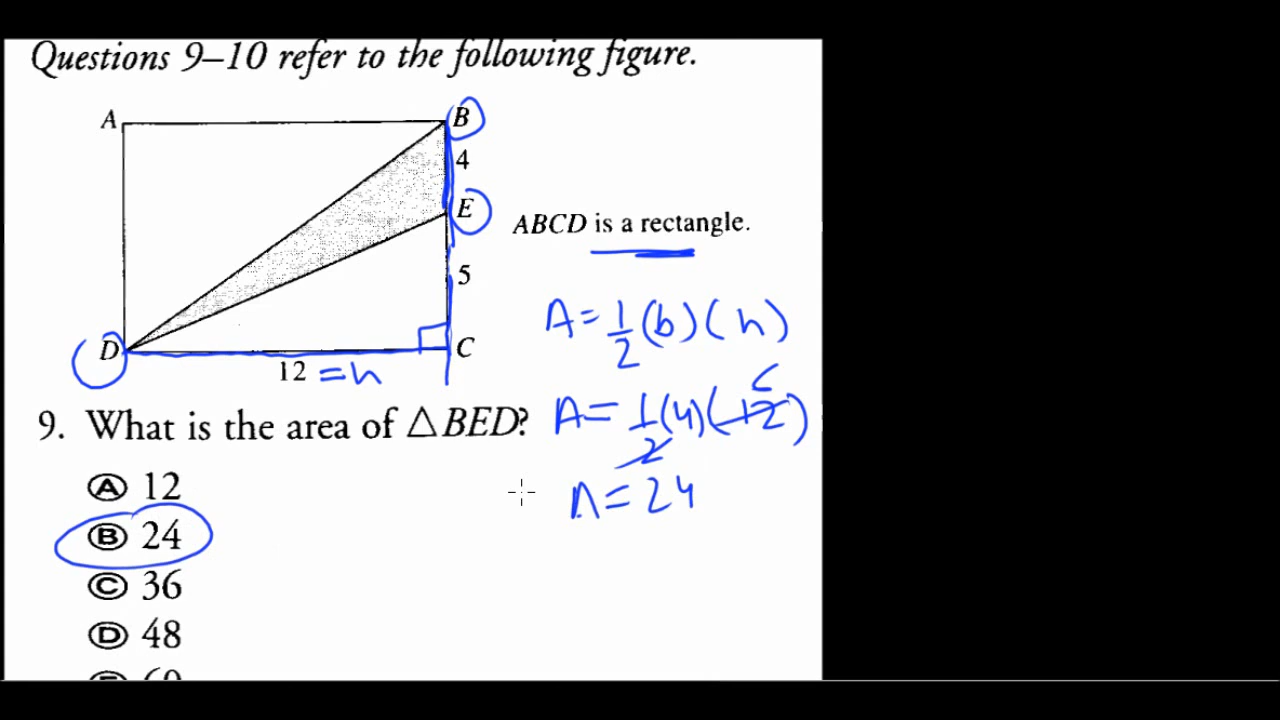 Questions 9–10 refer to the following figure.
A
B
4
E
ABCD is a rectangle.
5
A = 1/2 (b) (h)
D
C
12 = h
6
9. What is the area of △BED?
A = 1/2 (4) (12)
A 12
A = 24
B 24
C 36
D 48